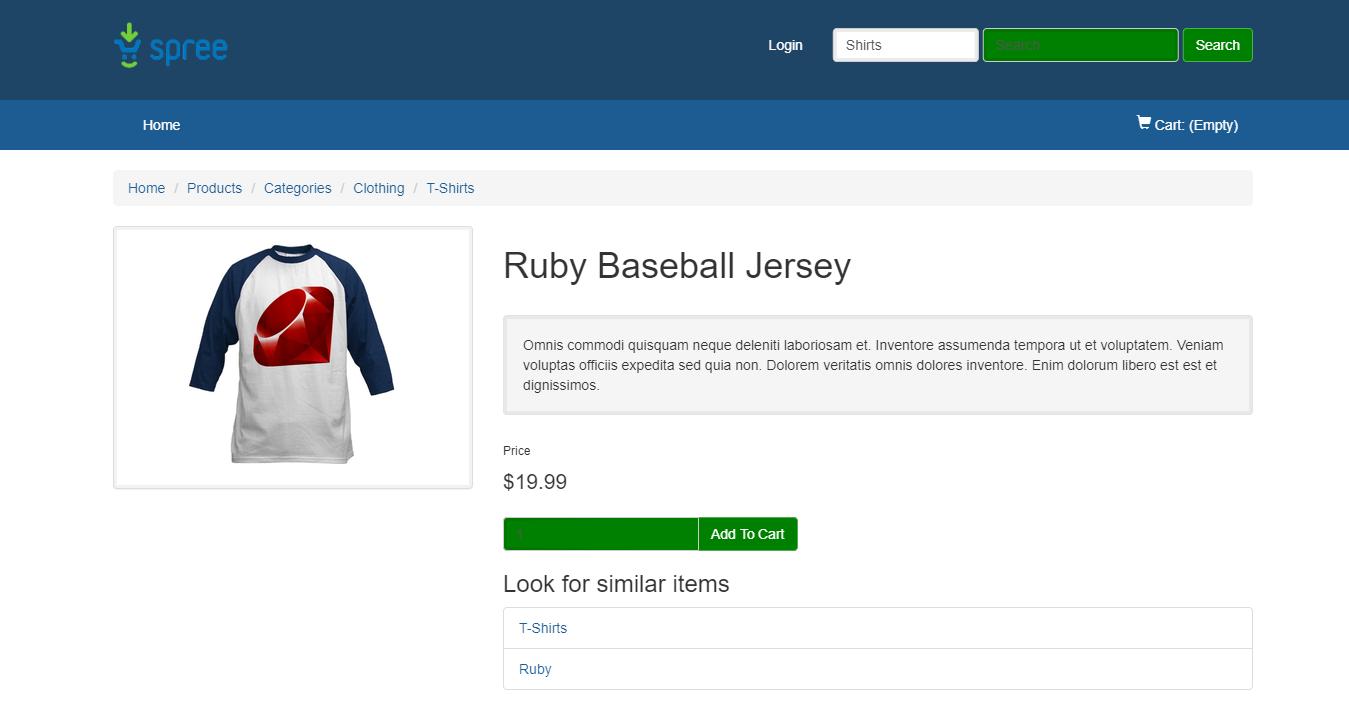 spree
Login
Shirts
Search
Search
Home
Cart: (Empty)
Home / Products / Categories / Clothing / T-Shirts
Ruby Baseball Jersey
Omnis commodi quisquam neque deleniti laboriosam et. Inventore assumenda tempora ut et voluptatem. Veniam
voluptas officiis expedita sed quia non. Dolorem veritatis omnis dolores inventore. Enim dolorum libero est est et
dignissimos.
Price
$19.99
1
Add To Cart
Look for similar items
T-Shirts
Ruby